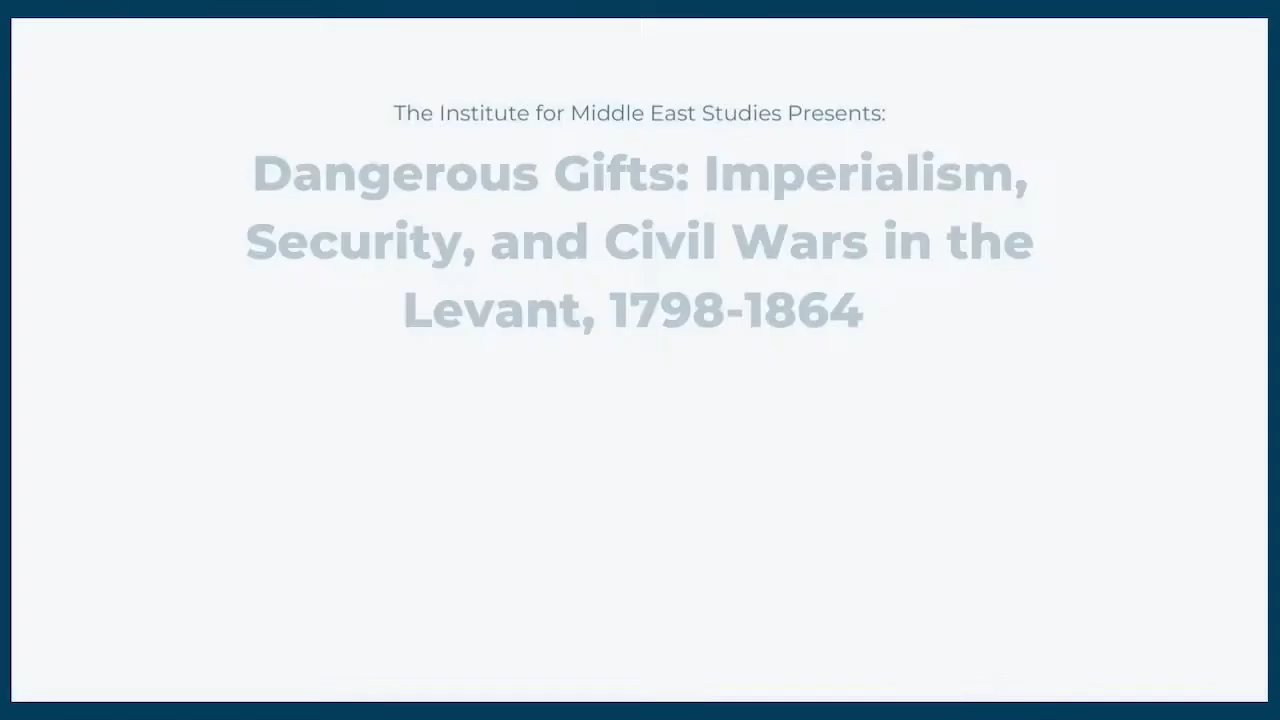 The Institute for Middle East Studies Presents:
Dangerous Gifts: Imperialism,
Security, and Civil Wars in the
Levant, 1798-1864